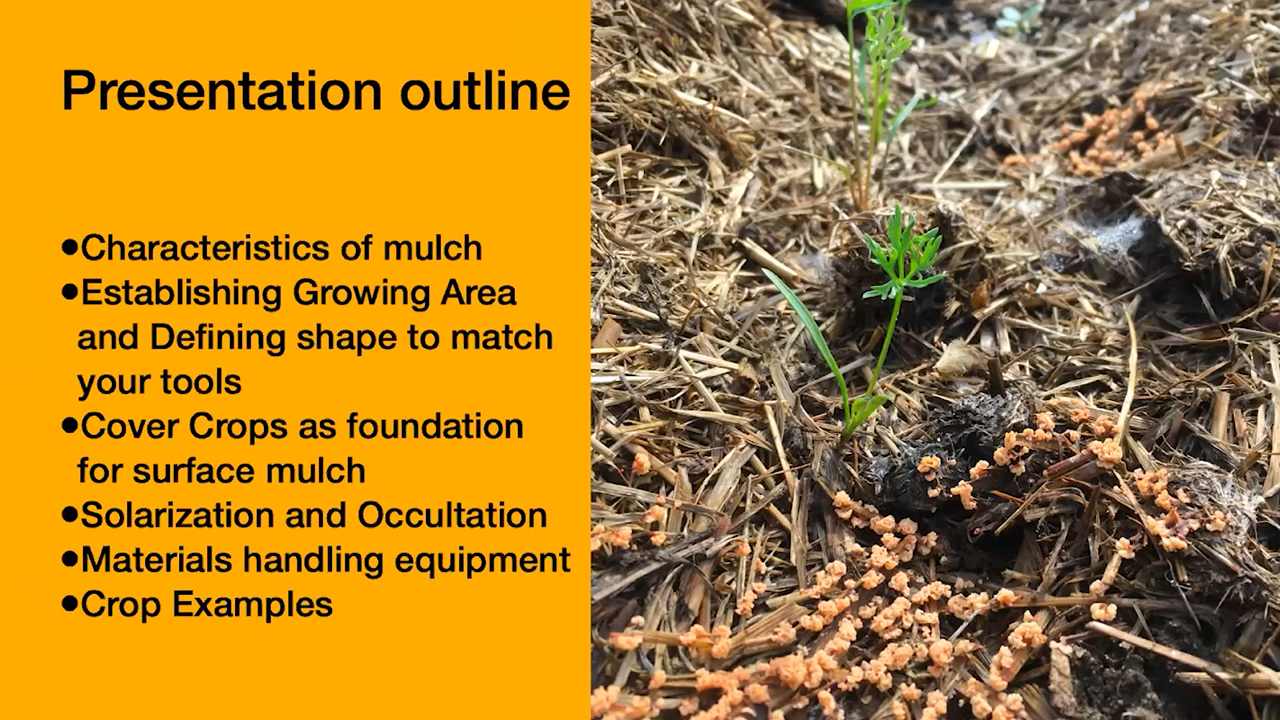 Presentation outline
•Characteristics of mulch
•Establishing Growing Area
and Defining shape to match
your tools
•Cover Crops as foundation
for surface mulch
•Solarization and Occultation
•Materials handling equipment
•Crop Examples